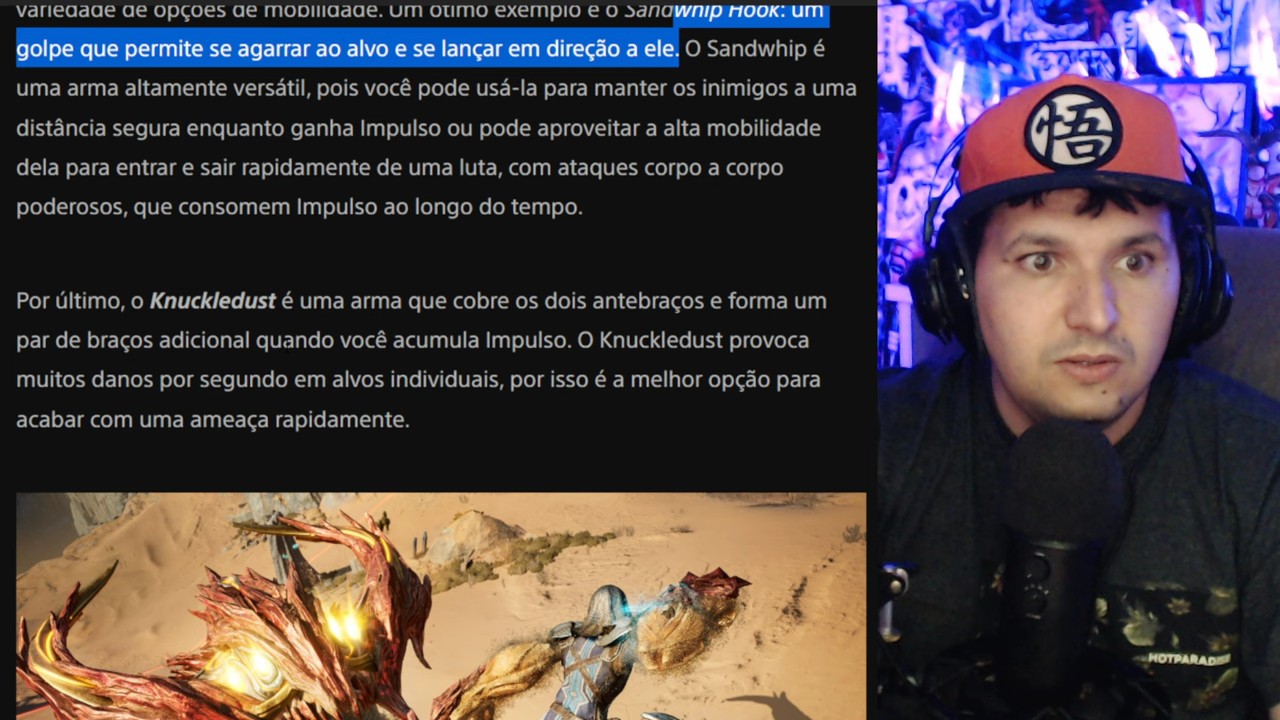 variedade de opções de mobilidade. Um ótimo exemplo é o Sandwhip Hook: um
golpe que permite se agarrar ao alvo e se lançar em direção a ele. O Sandwhip é
uma arma altamente versátil, pois você pode usá-la para manter os inimigos a uma
distância segura enquanto ganha Impulso ou pode aproveitar a alta mobilidade
dela para entrar e sair rapidamente de uma luta, com ataques corpo a corpo
poderosos, que consomem Impulso ao longo do tempo.
Por último, o Knuckledust é uma arma que cobre os dois antebraços e forma um
par de braços adicional quando você acumula Impulso. O Knuckledust provoca
muitos danos por segundo em alvos individuais, por isso é a melhor opção para
acabar com uma ameaça rapidamente.
悟